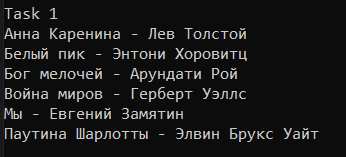 Task 1
Анна Каренина - Лев Толстой
Белый пик - Энтони Хоровитц
Бог мелочей - Арундати Рой
Война миров - Герберт Уэллс
Мы - Евгений Замятин
Паутина Шарлотты - Элвин Брукс Уайт